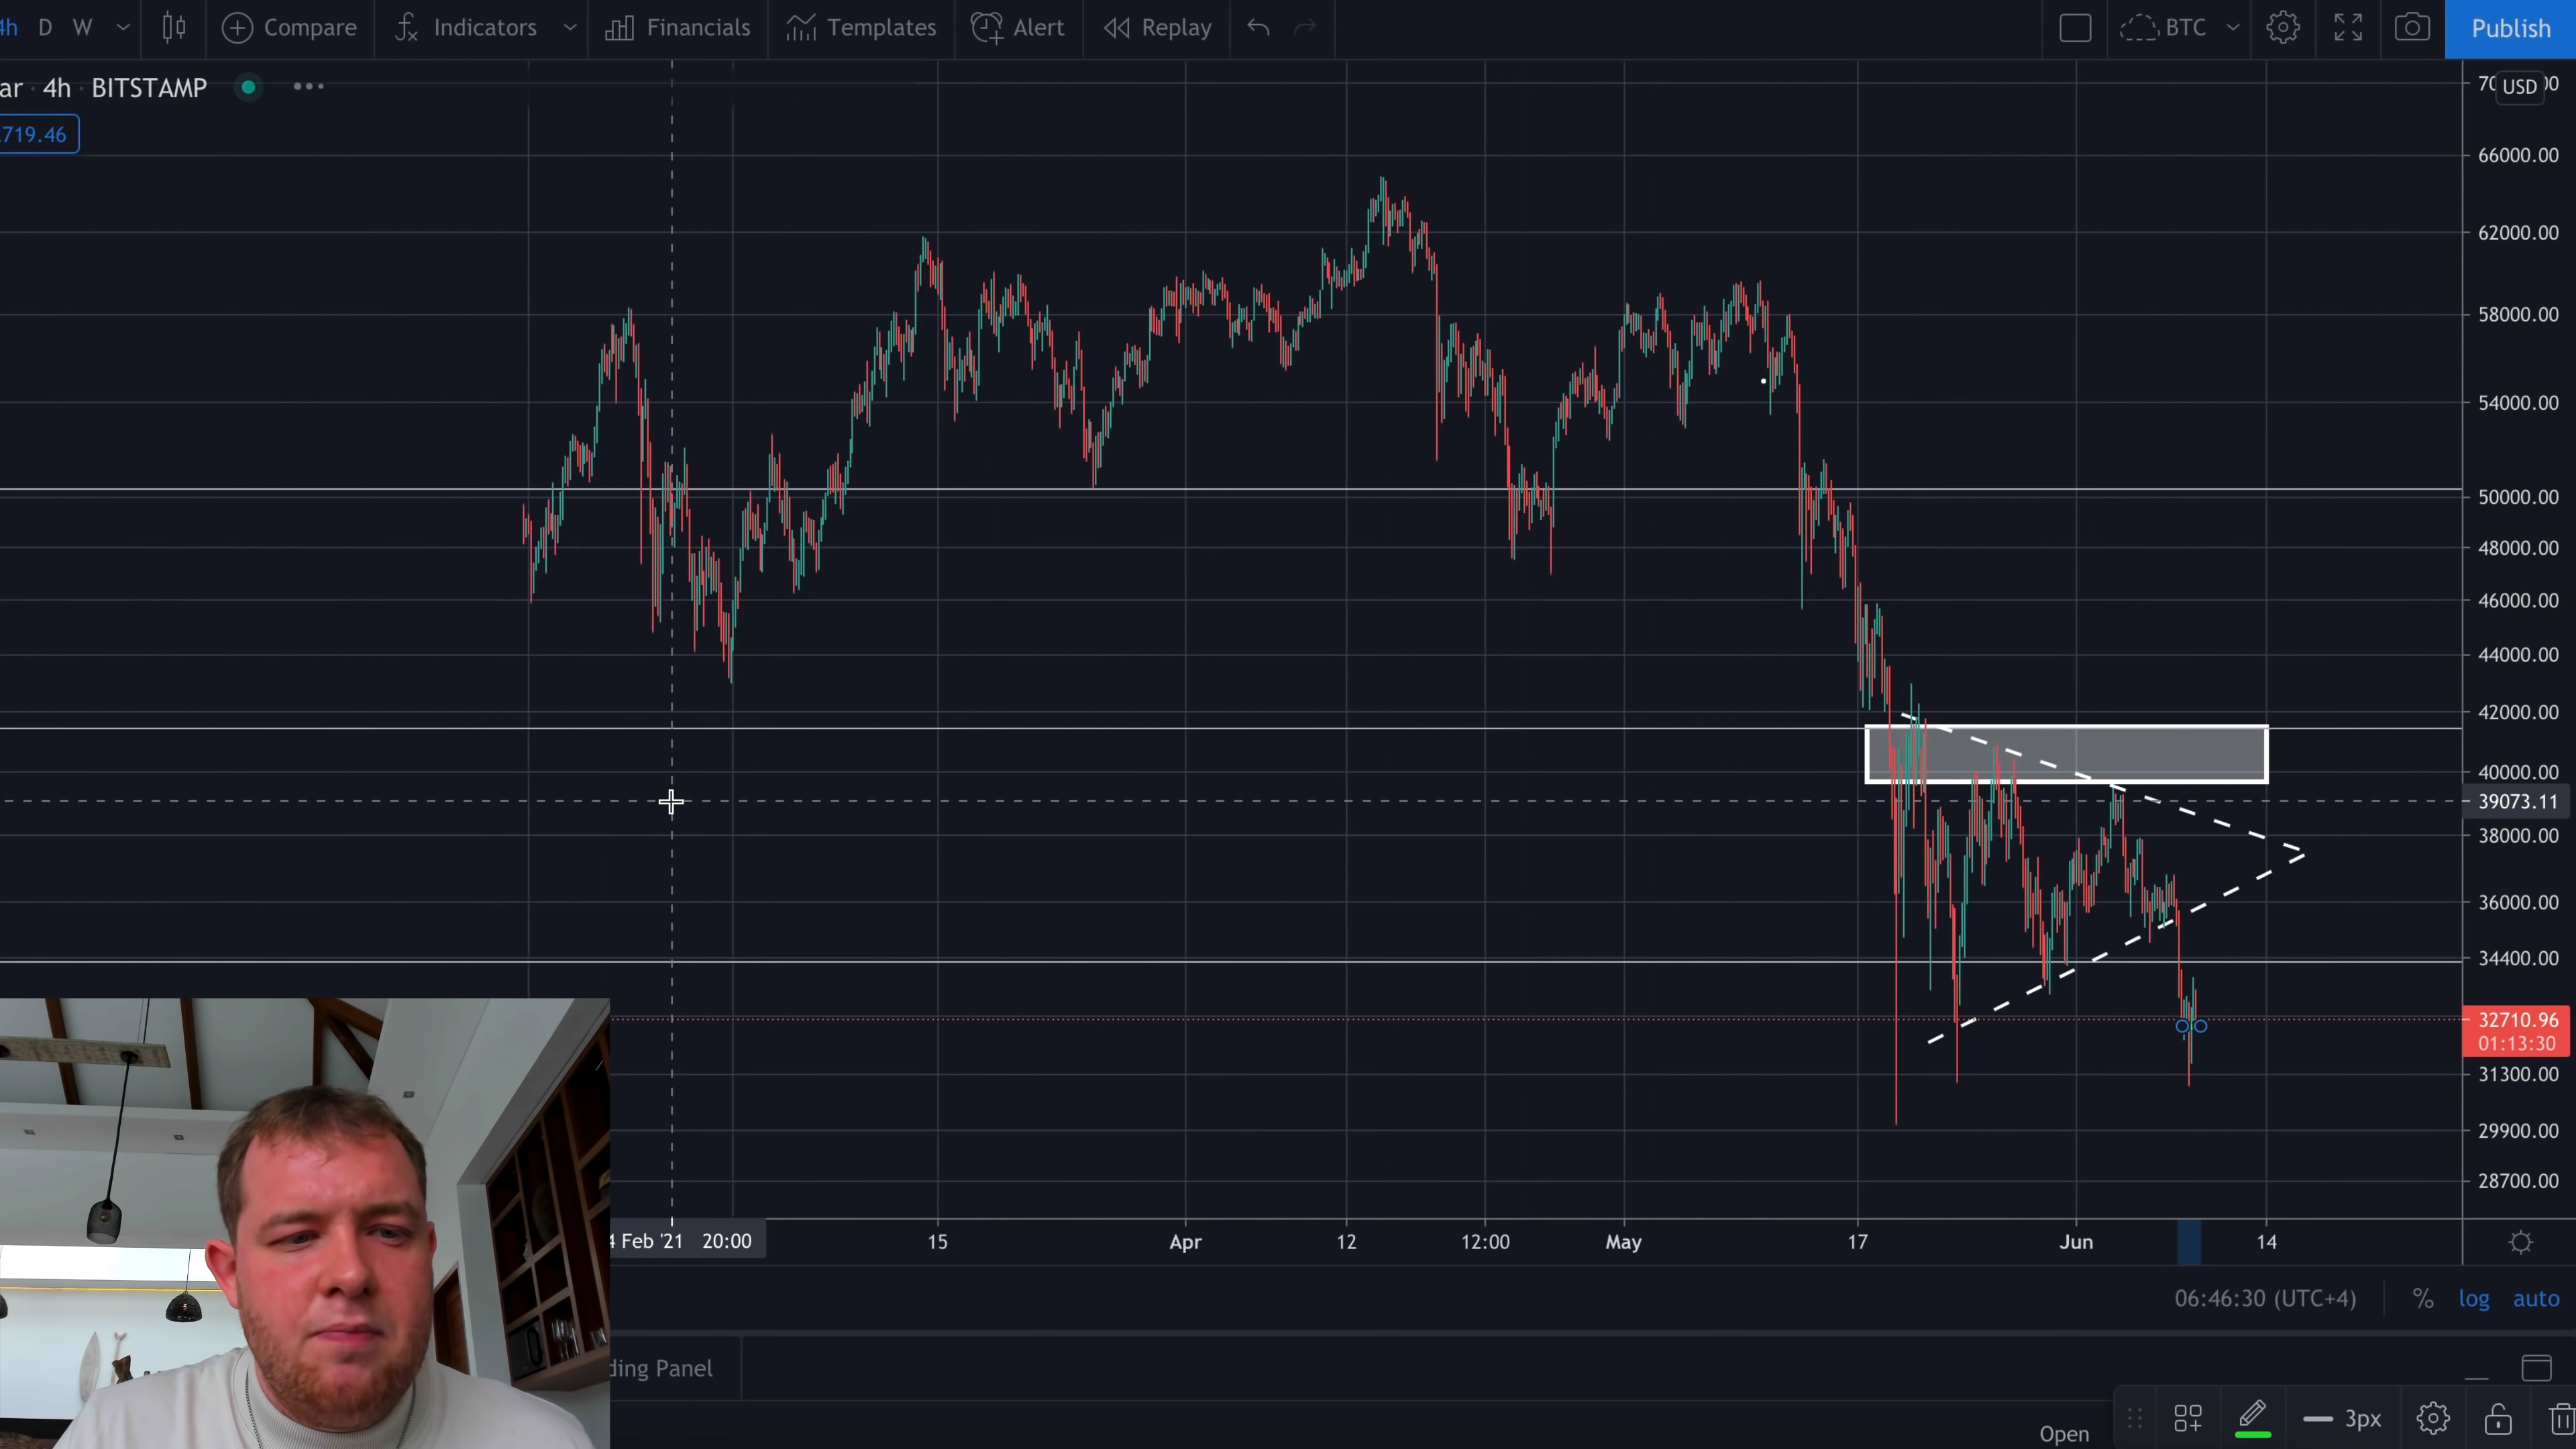 4h D W Compare Indicators Financials Templates Alert Replay BTC Publish
ar · 4h · BITSTAMP
719.46
USD
66000.00
62000.00
58000.00
54000.00
50000.00
48000.00
46000.00
44000.00
42000.00
40000.00
39073.11
38000.00
36000.00
34400.00
32710.96
01:13:30
31300.00
29900.00
28700.00
4 Feb '21 20:00 15 Apr 12 12:00 May 17 Jun 14
06:46:30 (UTC+4) % log auto
ding Panel
3px
Open